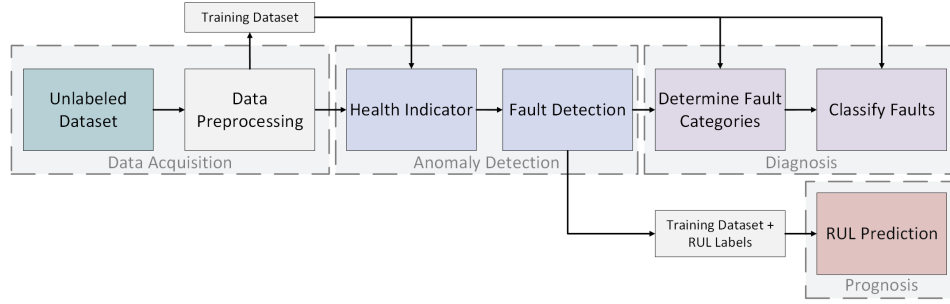 Training Dataset
Unlabeled
Dataset
Data
Preprocessing
Health Indicator
Fault Detection
Determine Fault
Categories
Classify Faults
Data Acquisition
Anomaly Detection
Diagnosis
Training Dataset +
RUL Labels
RUL Prediction
Prognosis